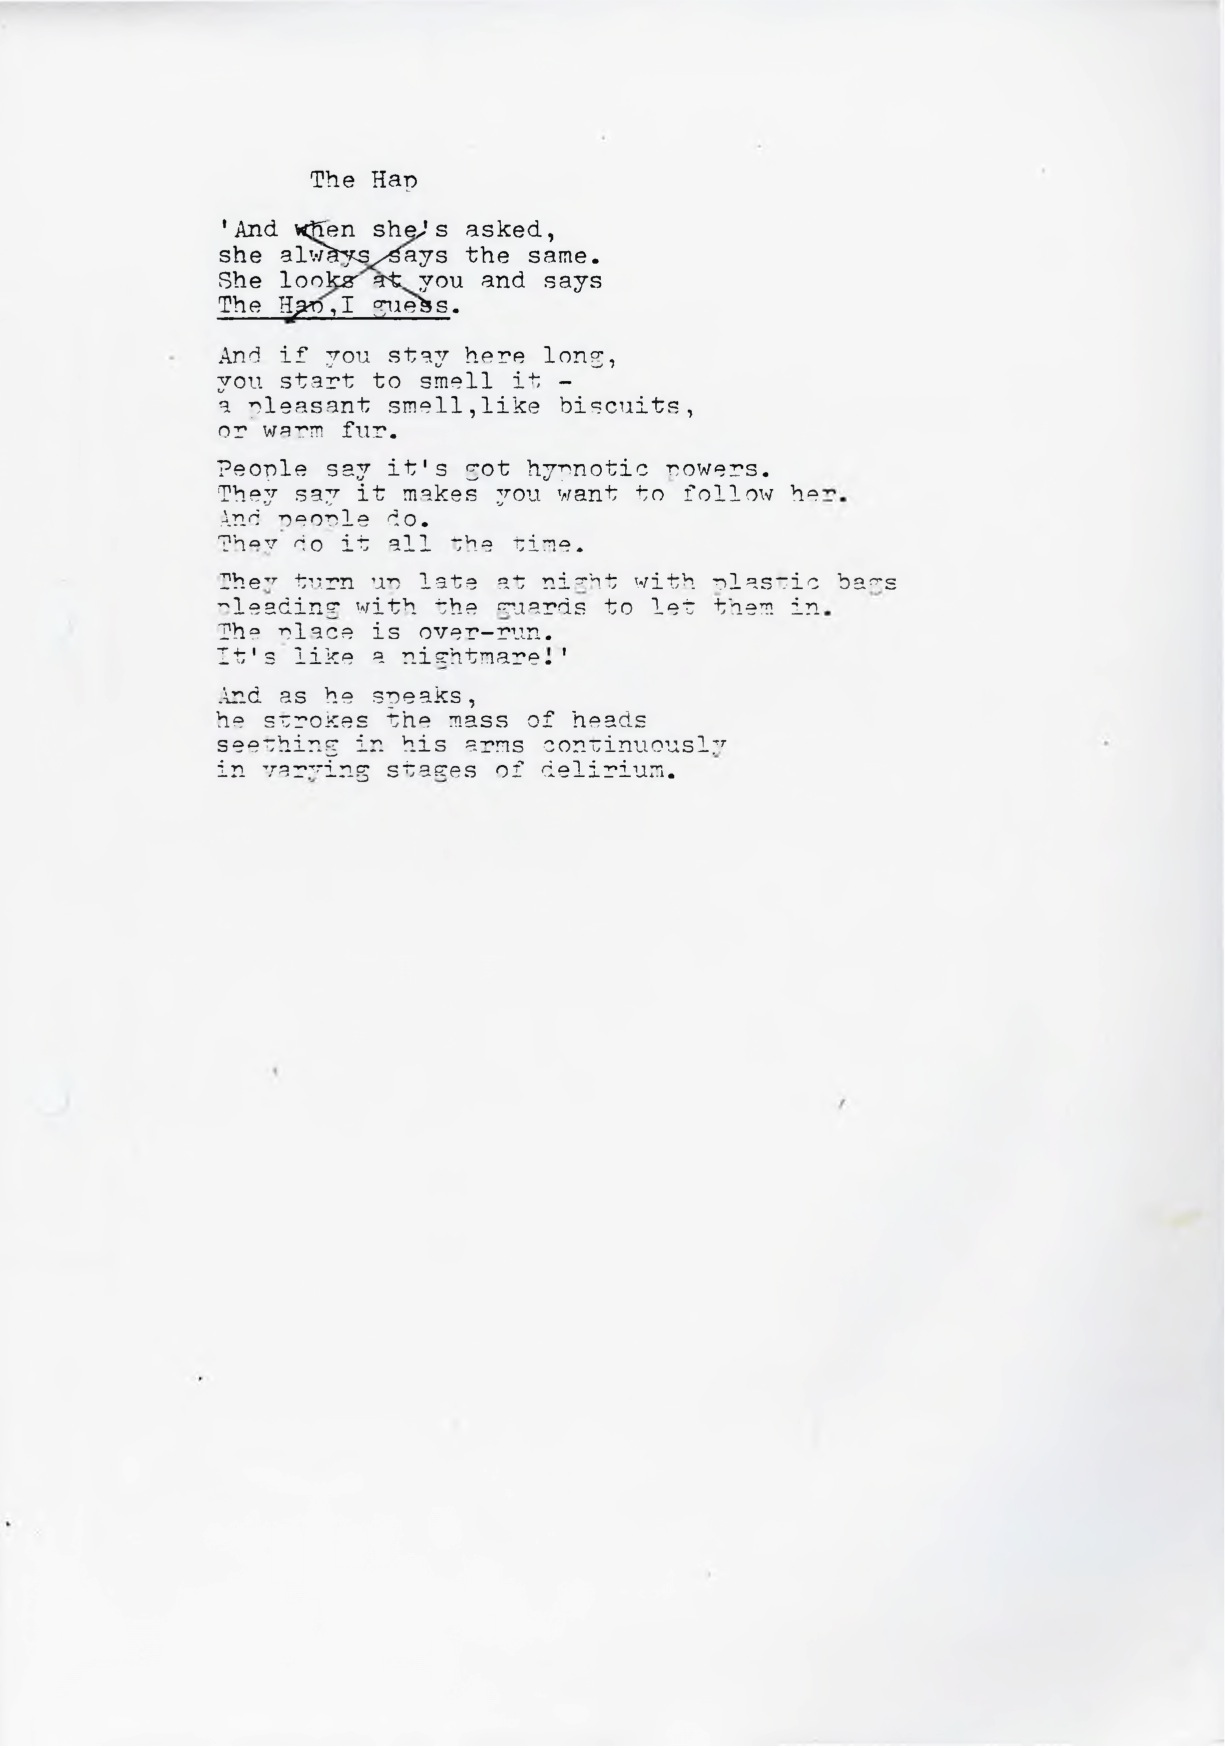 The Hap
'And when she's asked,
she always says the same.
She looks at you and says
The Hap,I guess.
And if you stay here long,
you start to smell it -
a pleasant smell,like biscuits,
or warm fur.
People say it's got hypnotic powers.
They say it makes you want to follow her.
And people do.
They do it all the time.
They turn up late at night with plastic bags
pleading with the guards to let them in.
The place is over-run.
It's like a nightmare!'
And as he speaks,
he strokes the mass of heads
seething in his arms continuously
in varying stages of delirium.